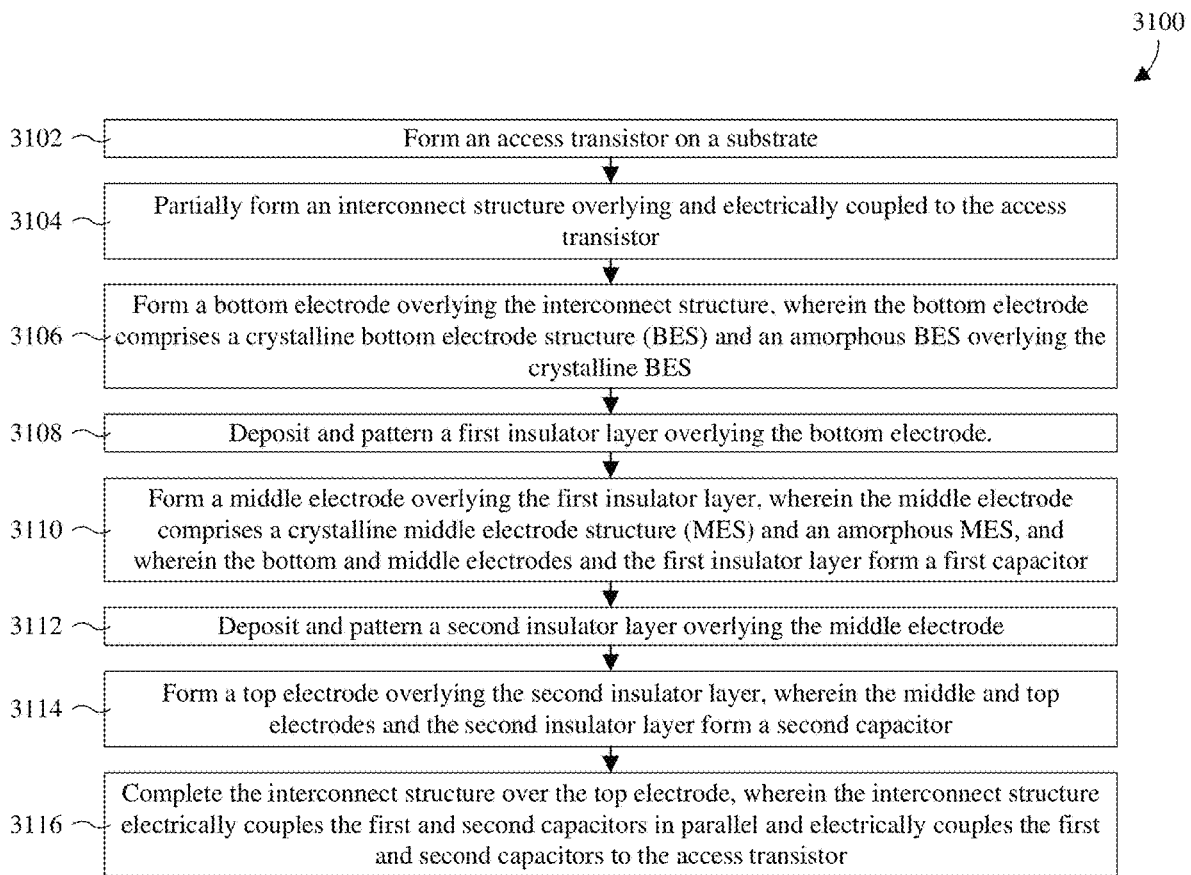 3100
3102
Form an access transistor on a substrate
3104
Partially form an interconnect structure overlying and electrically coupled to the access
transistor
3106
Form a bottom electrode overlying the interconnect structure, wherein the bottom electrode
comprises a crystalline bottom electrode structure (BES) and an amorphous BES overlying the
crystalline BES
3108
Deposit and pattern a first insulator layer overlying the bottom electrode.
3110
Form a middle electrode overlying the first insulator layer, wherein the middle electrode
comprises a crystalline middle electrode structure (MES) and an amorphous MES, and
wherein the bottom and middle electrodes and the first insulator layer form a first capacitor
3112
Deposit and pattern a second insulator layer overlying the middle electrode
3114
Form a top electrode overlying the second insulator layer, wherein the middle and top
electrodes and the second insulator layer form a second capacitor
3116
Complete the interconnect structure over the top electrode, wherein the interconnect structure
electrically couples the first and second capacitors in parallel and electrically couples the first
and second capacitors to the access transistor